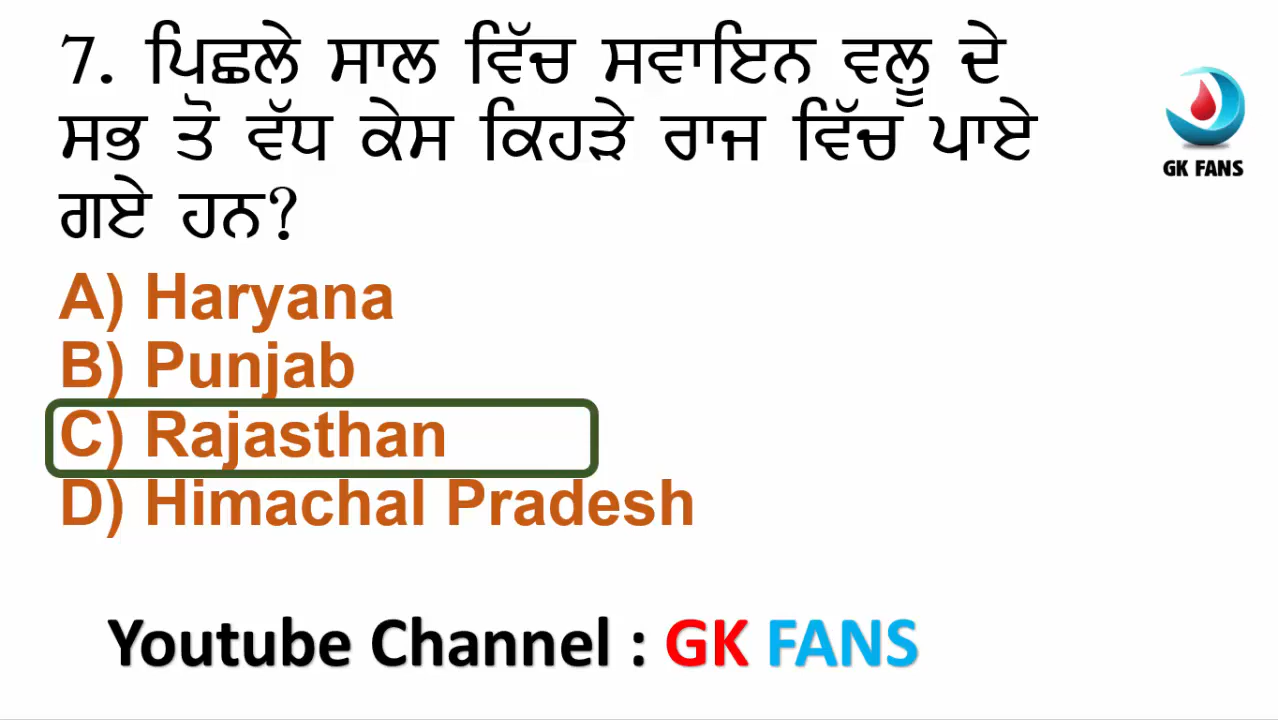 7. ਪਿਛਲੇ ਸਾਲ ਵਿੱਚ ਸਵਾਇਨ ਵਲੂ ਦੇ
ਸਭ ਤੋ ਵੱਧ ਕੇਸ ਕਿਹੜੇ ਰਾਜ ਵਿੱਚ ਪਾਏ
ਗਏ ਹਨ?
GK FANS
A) Haryana
B) Punjab
C) Rajasthan
D) Himachal Pradesh
Youtube Channel : GK FANS